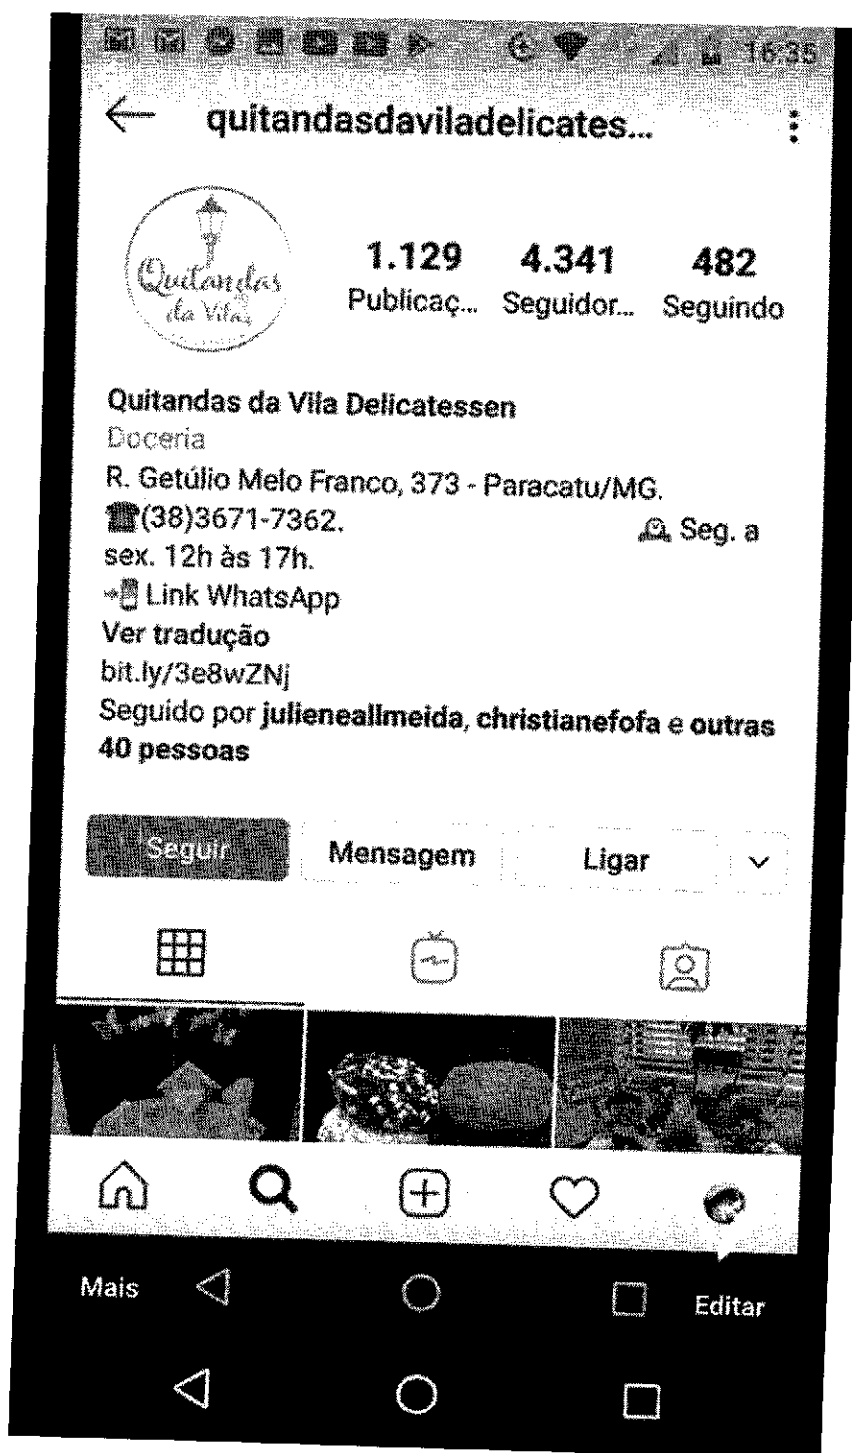 16:35
quitandasdaviladelicates...
Quitandas
da Vila
1.129 4.341 482
Publicaç... Seguidor... Seguindo
Quitandas da Vila Delicatessen
Doceria
R. Getúlio Melo Franco, 373 - Paracatu/MG.
☎(38)3671-7362. 🕰 Seg. a
sex. 12h às 17h.
📲 Link WhatsApp
Ver tradução
bit.ly/3e8wZNj
Seguido por julieneallmeida, christianefofa e outras
40 pessoas
Seguir Mensagem Ligar
Mais Editar